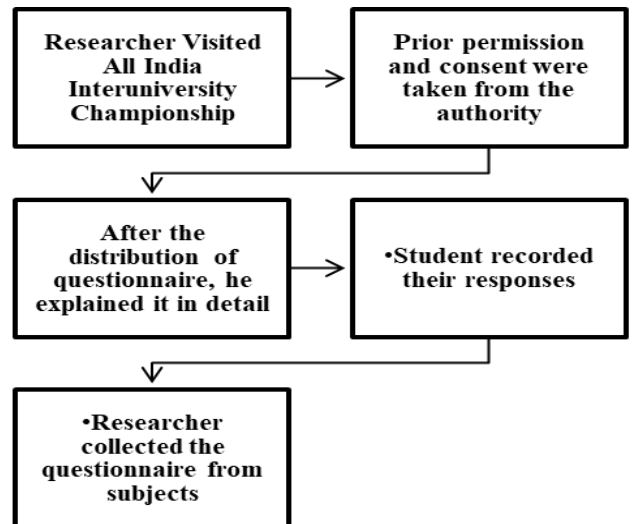 Researcher Visited
All India
Interuniversity
Championship
Prior permission
and consent were
taken from the
authority
After the
distribution of
questionnaire, he
explained it in detail
•Student recorded
their responses
•Researcher
collected the
questionnaire from
subjects